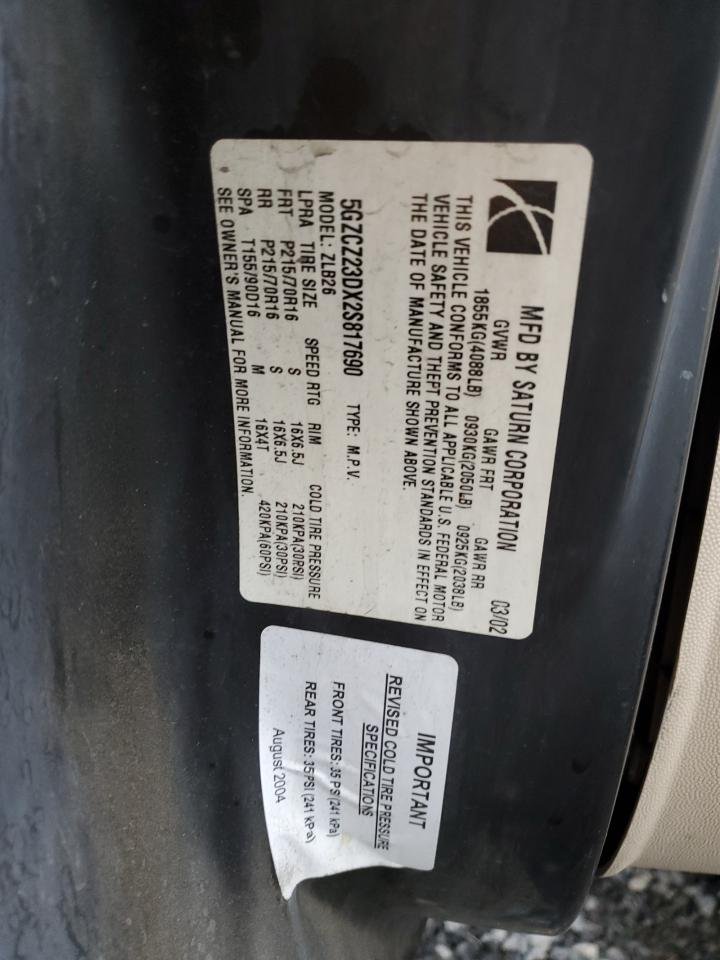 MFD BY SATURN CORPORATION 03/02
GVWR GAWR FRT GAWR RR
1855KG(4088LB) 0930KG(2050LB) 0925KG(2038LB)
THIS VEHICLE CONFORMS TO ALL APPLICABLE U.S. FEDERAL MOTOR
VEHICLE SAFETY AND THEFT PREVENTION STANDARDS IN EFFECT ON
THE DATE OF MANUFACTURE SHOWN ABOVE.
5GZCZ23DX2S817690 TYPE: M.P.V.
MODEL: ZLB26
LPRA TIRE SIZE SPEED RTG RIM COLD TIRE PRESSURE
FRT P215/70R16 S 16X6.5J 210KPA(30PSI)
RR P215/70R16 S 16X6.5J 210KPA(30PSI)
SPA T155/90D16 M 16X4T 420KPA(60PSI)
SEE OWNER'S MANUAL FOR MORE INFORMATION.
IMPORTANT
REVISED COLD TIRE PRESSURE
SPECIFICATIONS
FRONT TIRES: 35 PSI (241 kPa)
REAR TIRES: 35 PSI (241 kPa)
August 2004